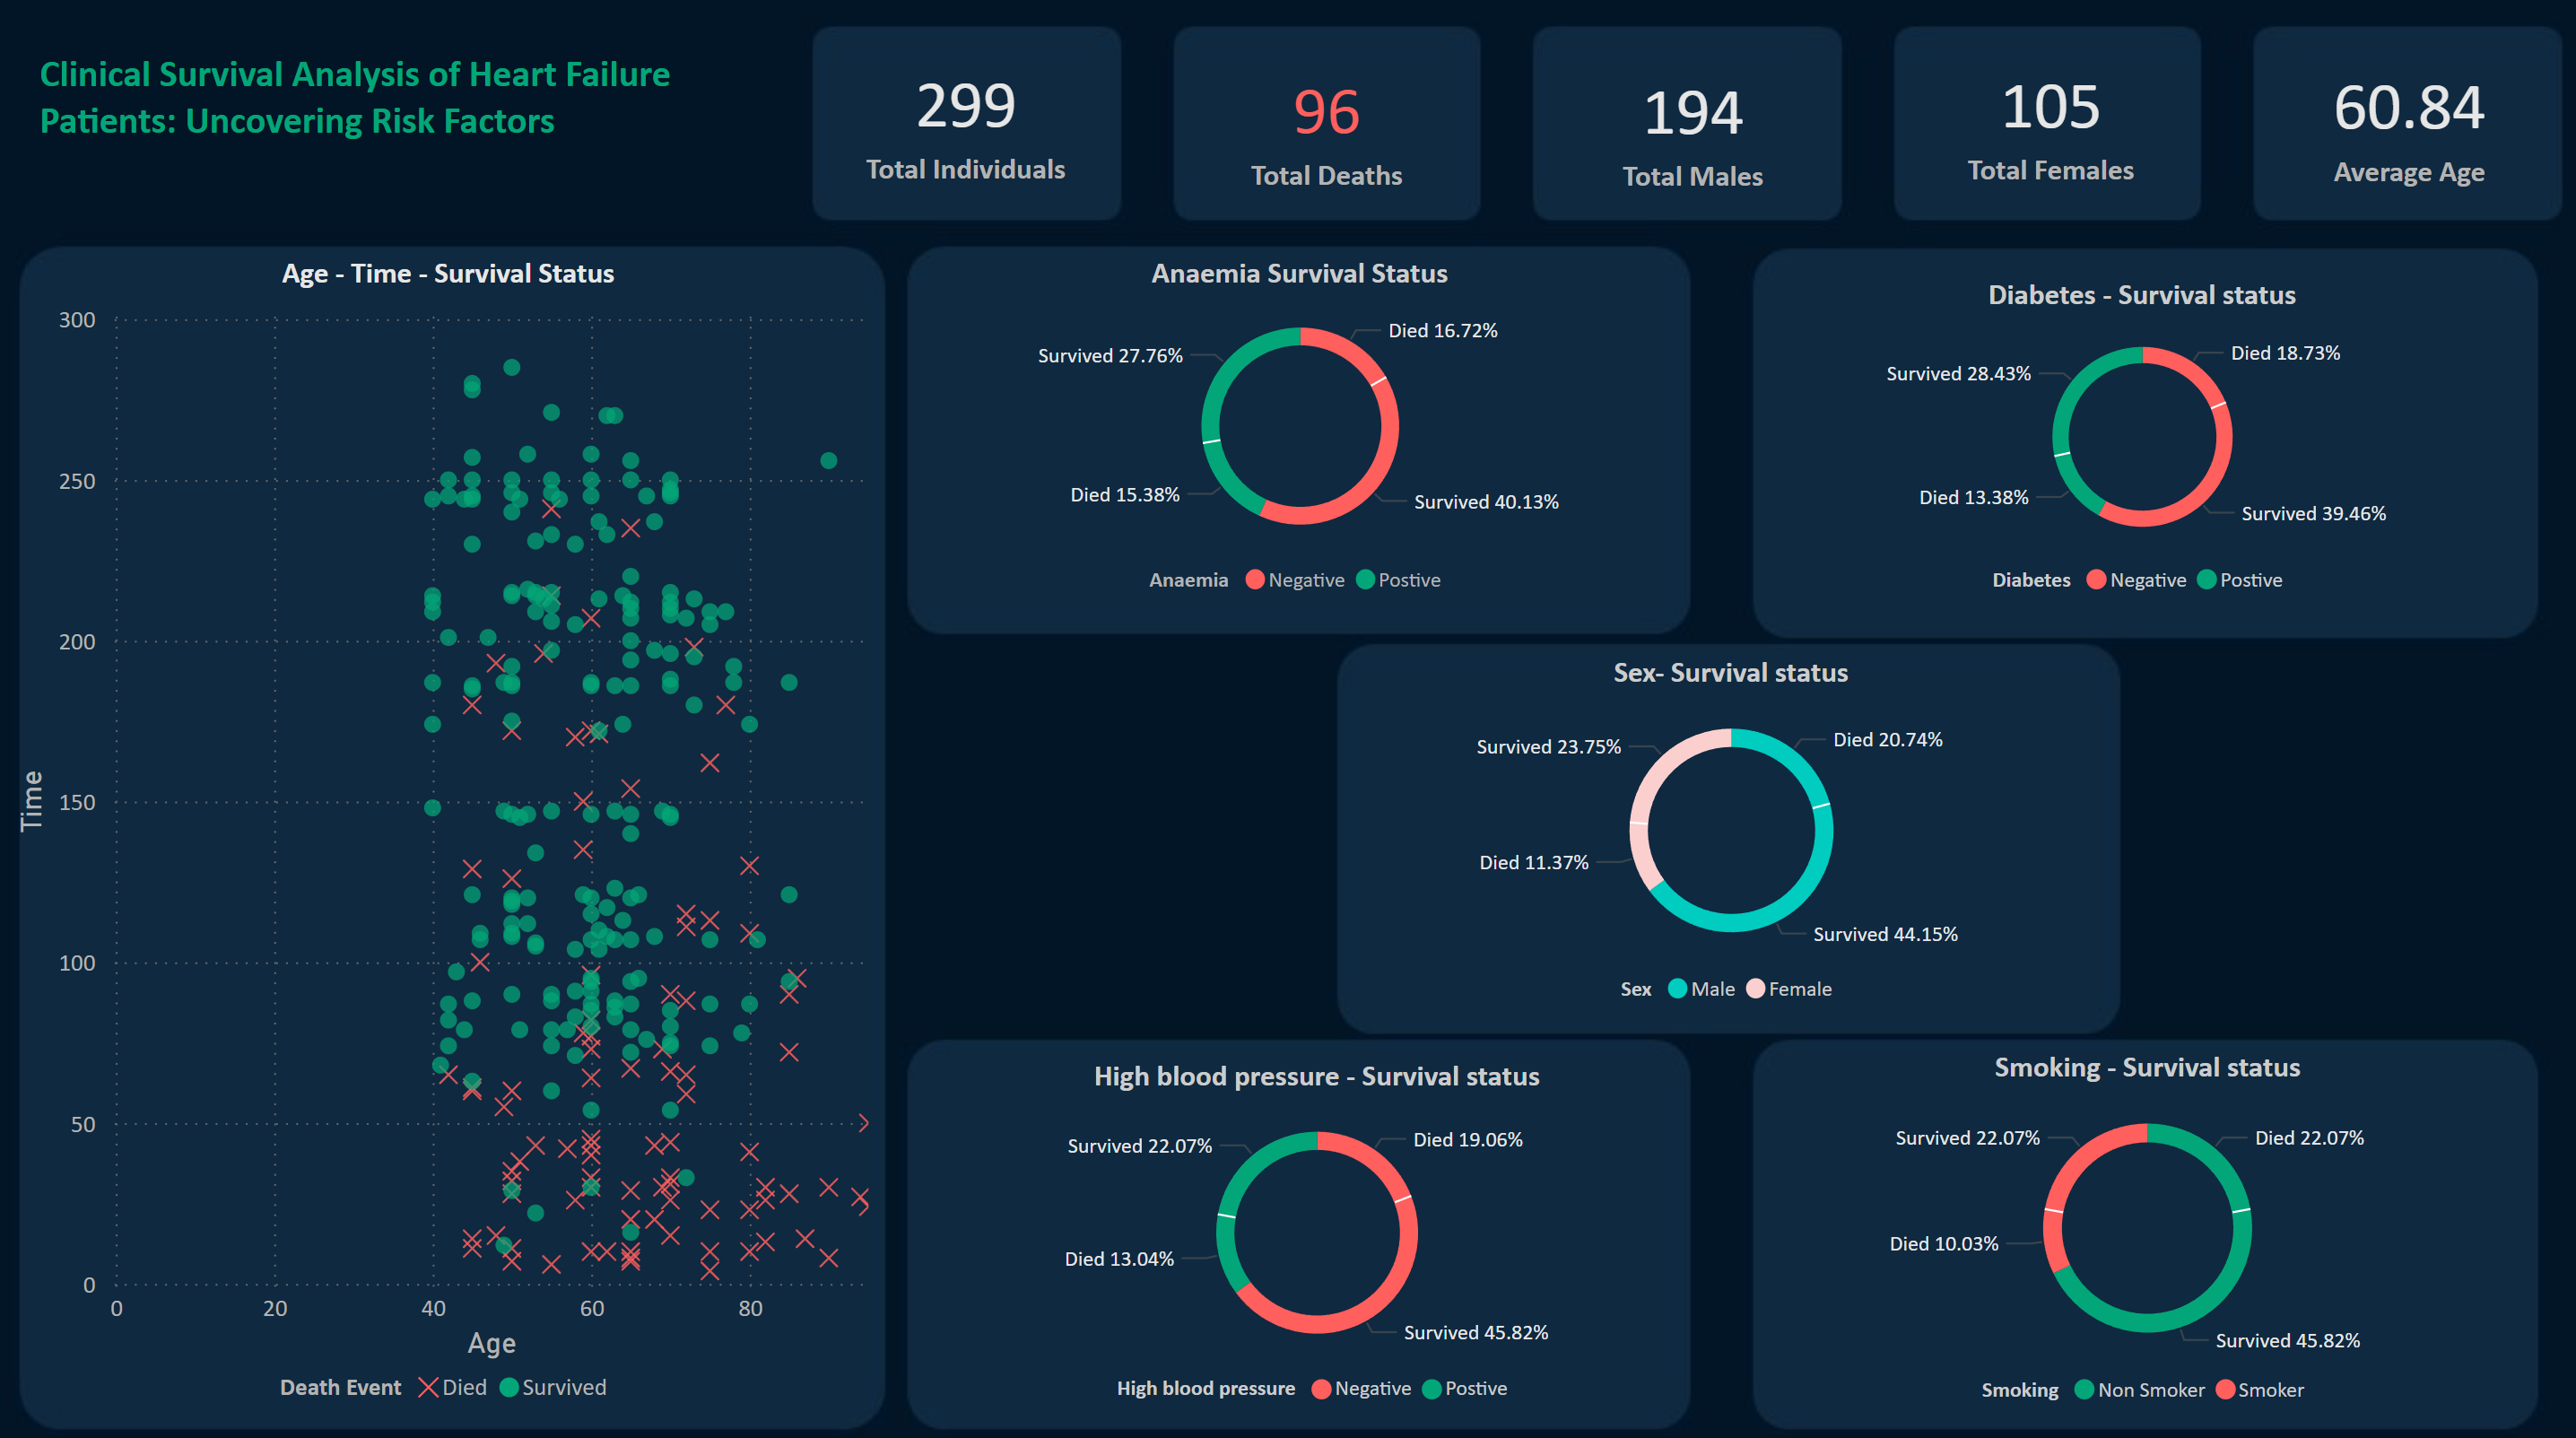 Clinical Survival Analysis of Heart Failure
Patients: Uncovering Risk Factors
299
Total Individuals
96
Total Deaths
194
Total Males
105
Total Females
60.84
Average Age
Age - Time - Survival Status
300
250
200
150
100
50
0
Time
0
20
40
60
80
Age
Death Event Died Survived
Anaemia Survival Status
Died 16.72%
Survived 27.76%
Died 15.38%
Survived 40.13%
Anaemia Negative Postive
Diabetes - Survival status
Died 18.73%
Survived 28.43%
Died 13.38%
Survived 39.46%
Diabetes Negative Postive
Sex- Survival status
Died 20.74%
Survived 23.75%
Died 11.37%
Survived 44.15%
Sex Male Female
High blood pressure - Survival status
Died 19.06%
Survived 22.07%
Died 13.04%
Survived 45.82%
High blood pressure Negative Postive
Smoking - Survival status
Survived 22.07%
Died 22.07%
Died 10.03%
Survived 45.82%
Smoking Non Smoker Smoker